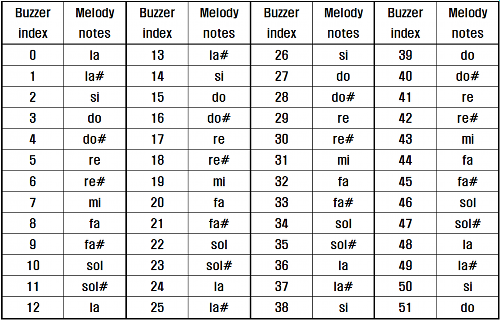 Buzzer index Melody notes Buzzer index Melody notes Buzzer index Melody notes Buzzer index Melody notes
0 la 13 la# 26 si 39 do
1 la# 14 si 27 do 40 do#
2 si 15 do 28 do# 41 re
3 do 16 do# 29 re 42 re#
4 do# 17 re 30 re# 43 mi
5 re 18 re# 31 mi 44 fa
6 re# 19 mi 32 fa 45 fa#
7 mi 20 fa 33 fa# 46 sol
8 fa 21 fa# 34 sol 47 sol#
9 fa# 22 sol 35 sol# 48 la
10 sol 23 sol# 36 la 49 la#
11 sol# 24 la 37 la# 50 si
12 la 25 la# 38 si 51 do